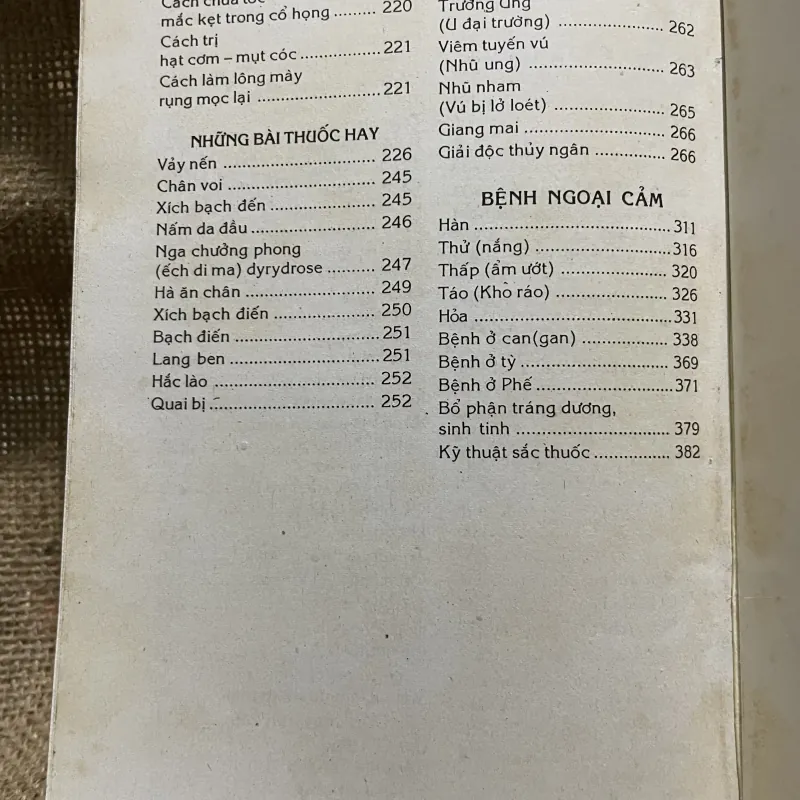 Cách chữa tóc
mắc kẹt trong cổ họng ......... 220
Cách trị
hạt cơm – mụt cóc ............... 221
Cách làm lông mày
rụng mọc lại ....................... 221
NHỮNG BÀI THUỐC HAY
Vảy nến ............................ 226
Chân voi ........................... 245
Xích bạch đến .................... 245
Nấm da đầu ....................... 246
Nga chưởng phong
(ếch di ma) dyrydrose .......... 247
Hà ăn chân ........................ 249
Xích bạch điến ................... 250
Bạch điến .......................... 251
Lang ben ........................... 251
Hắc lào ............................. 252
Quai bị .............................. 252
Trường Ung
(U đại trường) .................... 262
Viêm tuyến vú
(Nhũ ung) ......................... 263
Nhũ nham
(Vú bị lở loét) .................... 265
Giang mai ......................... 266
Giải độc thủy ngân ............. 266
BỆNH NGOẠI CẢM
Hàn .................................. 311
Thử (nắng) ........................ 316
Thấp (ẩm ướt) ................... 320
Táo (Khô ráo) .................... 326
Hỏa .................................. 331
Bệnh ở can(gan) ................ 338
Bệnh ở tỳ .......................... 369
Bệnh ở Phế ....................... 371
Bổ phận tráng dương,
sinh tinh ........................... 379
Kỹ thuật sắc thuốc .............. 382